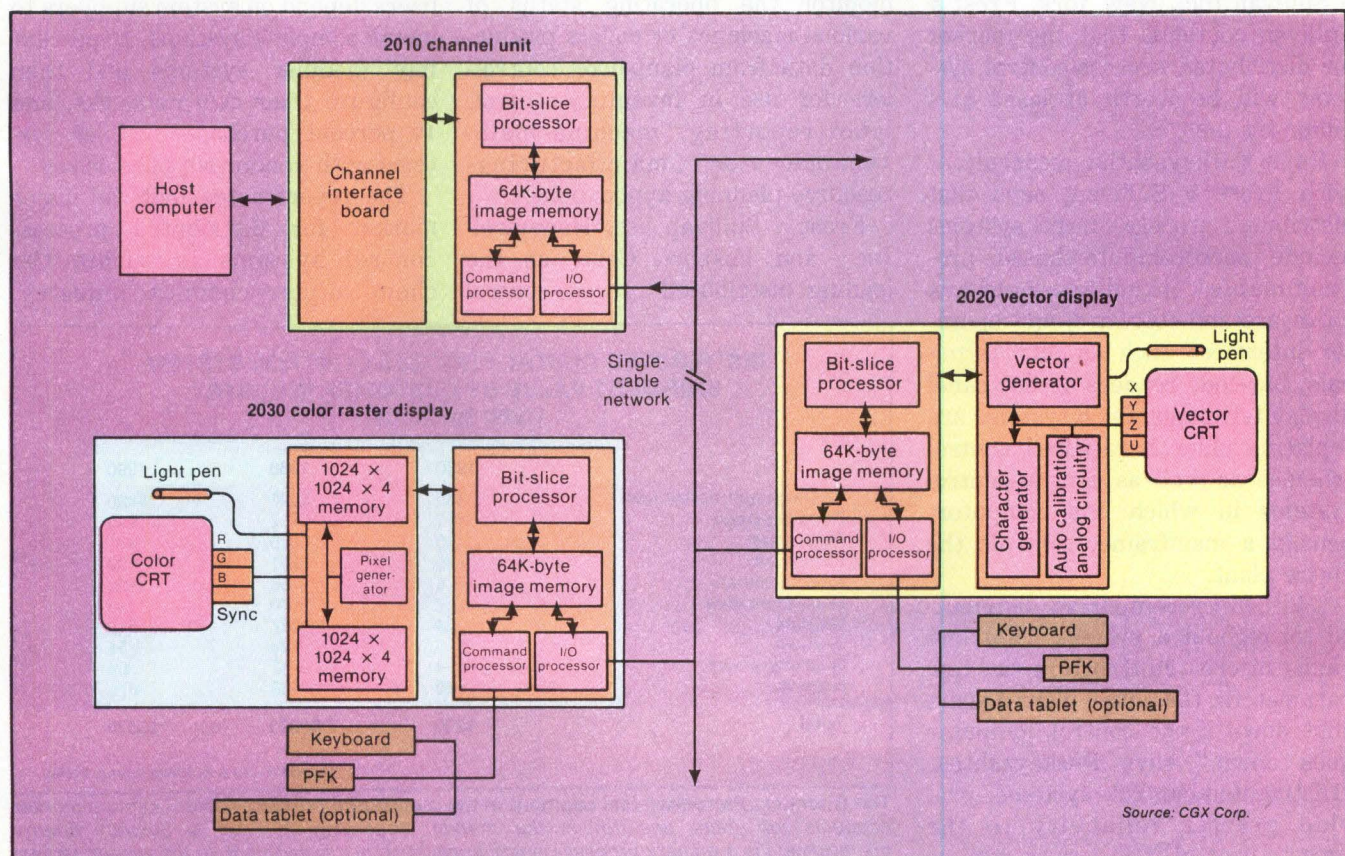 2010 channel unit
Host
computer
Channel
interface
board
Bit-slice
processor
64K-byte
image memory
Command
processor
I/O
processor
Single-
cable
network
2020 vector display
Bit-slice
processor
64K-byte
image memory
Command
processor
I/O
processor
Vector
generator
Character
generator
Auto calibration
analog circuitry
Light
pen
X
Y
Z
U
Vector
CRT
Keyboard
PFK
Data tablet (optional)
2030 color raster display
Light pen
Color
CRT
R
G
B
Sync
1024 ×
1024 × 4
memory
Pixel
gener-
ator
1024 ×
1024 × 4
memory
Bit-slice
processor
64K-byte
image memory
Command
processor
I/O
processor
Keyboard
PFK
Data tablet (optional)
Source: CGX Corp.